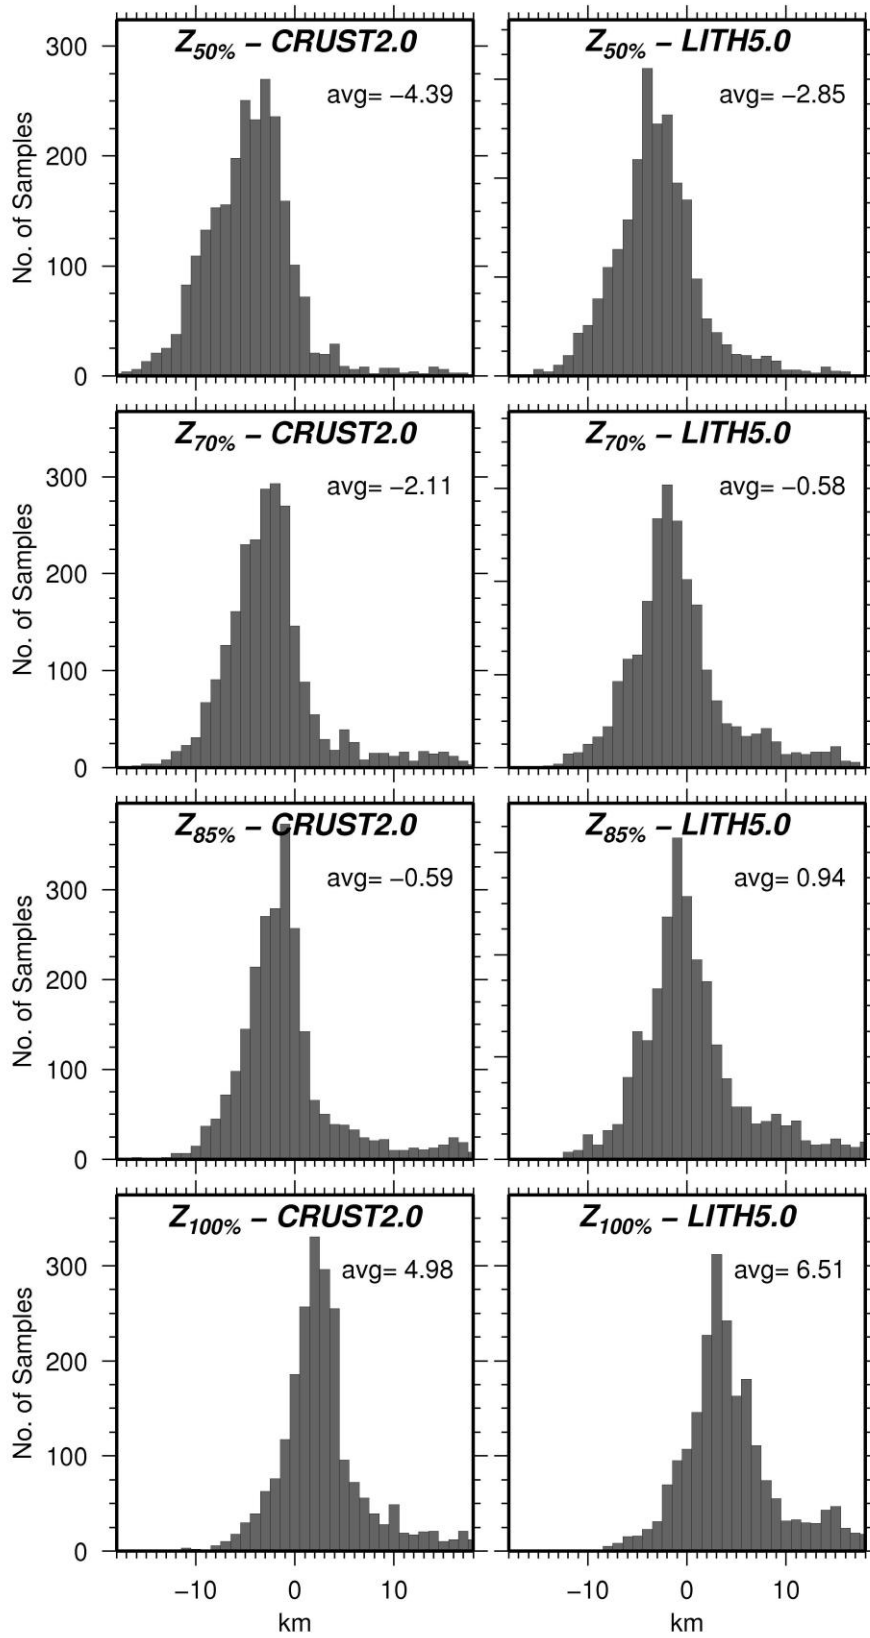 Z50% – CRUST2.0
avg= −4.39
300
200
100
0
No. of Samples
−10
0
10
Z50% – LITH5.0
avg= −2.85
Z70% – CRUST2.0
avg= −2.11
300
200
100
0
No. of Samples
Z70% – LITH5.0
avg= −0.58
Z85% – CRUST2.0
avg= −0.59
300
200
100
0
No. of Samples
Z85% – LITH5.0
avg= 0.94
Z100% – CRUST2.0
avg= 4.98
300
200
100
0
No. of Samples
−10
0
10
km
Z100% – LITH5.0
avg= 6.51
−10
0
10
km